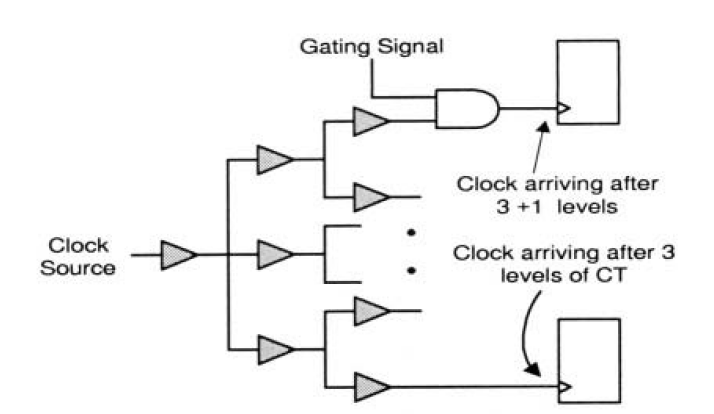 Gating Signal
Clock arriving after
3 +1 levels
Clock
Source
Clock arriving after 3
levels of CT